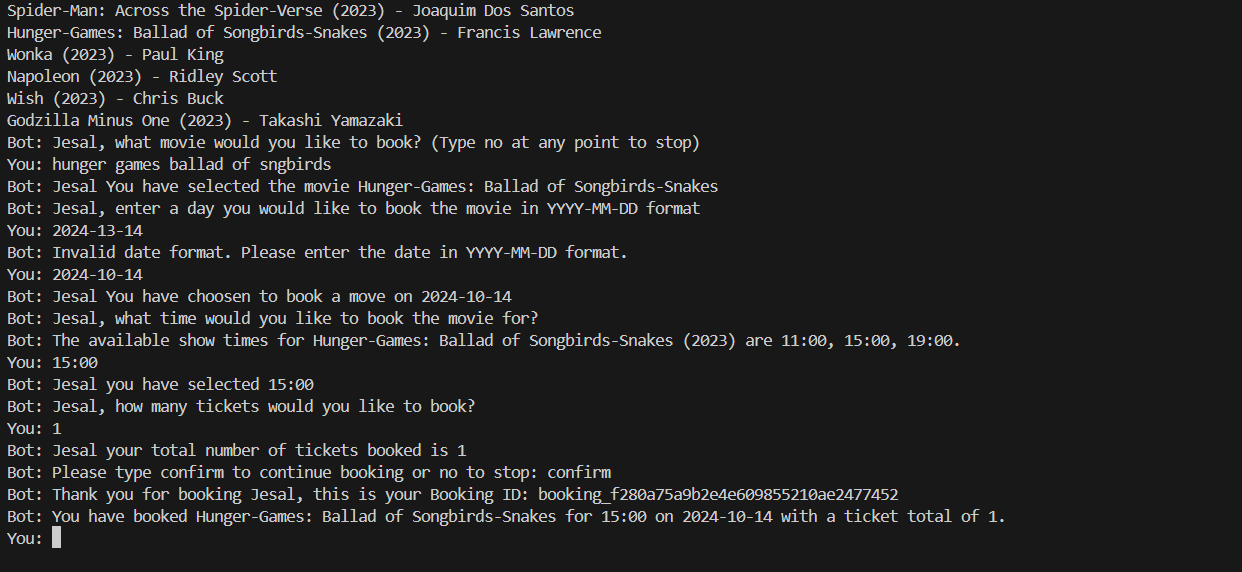 Spider-Man: Across the Spider-Verse (2023) - Joaquim Dos Santos
Hunger-Games: Ballad of Songbirds-Snakes (2023) - Francis Lawrence
Wonka (2023) - Paul King
Napoleon (2023) - Ridley Scott
Wish (2023) - Chris Buck
Godzilla Minus One (2023) - Takashi Yamazaki
Bot: Jesal, what movie would you like to book? (Type no at any point to stop)
You: hunger games ballad of sngbirds
Bot: Jesal You have selected the movie Hunger-Games: Ballad of Songbirds-Snakes
Bot: Jesal, enter a day you would like to book the movie in YYYY-MM-DD format
You: 2024-13-14
Bot: Invalid date format. Please enter the date in YYYY-MM-DD format.
You: 2024-10-14
Bot: Jesal You have choosen to book a move on 2024-10-14
Bot: Jesal, what time would you like to book the movie for?
Bot: The available show times for Hunger-Games: Ballad of Songbirds-Snakes (2023) are 11:00, 15:00, 19:00.
You: 15:00
Bot: Jesal you have selected 15:00
Bot: Jesal, how many tickets would you like to book?
You: 1
Bot: Jesal your total number of tickets booked is 1
Bot: Please type confirm to continue booking or no to stop: confirm
Bot: Thank you for booking Jesal, this is your Booking ID: booking_f280a75a9b2e4e609855210ae2477452
Bot: You have booked Hunger-Games: Ballad of Songbirds-Snakes for 15:00 on 2024-10-14 with a ticket total of 1.
You: